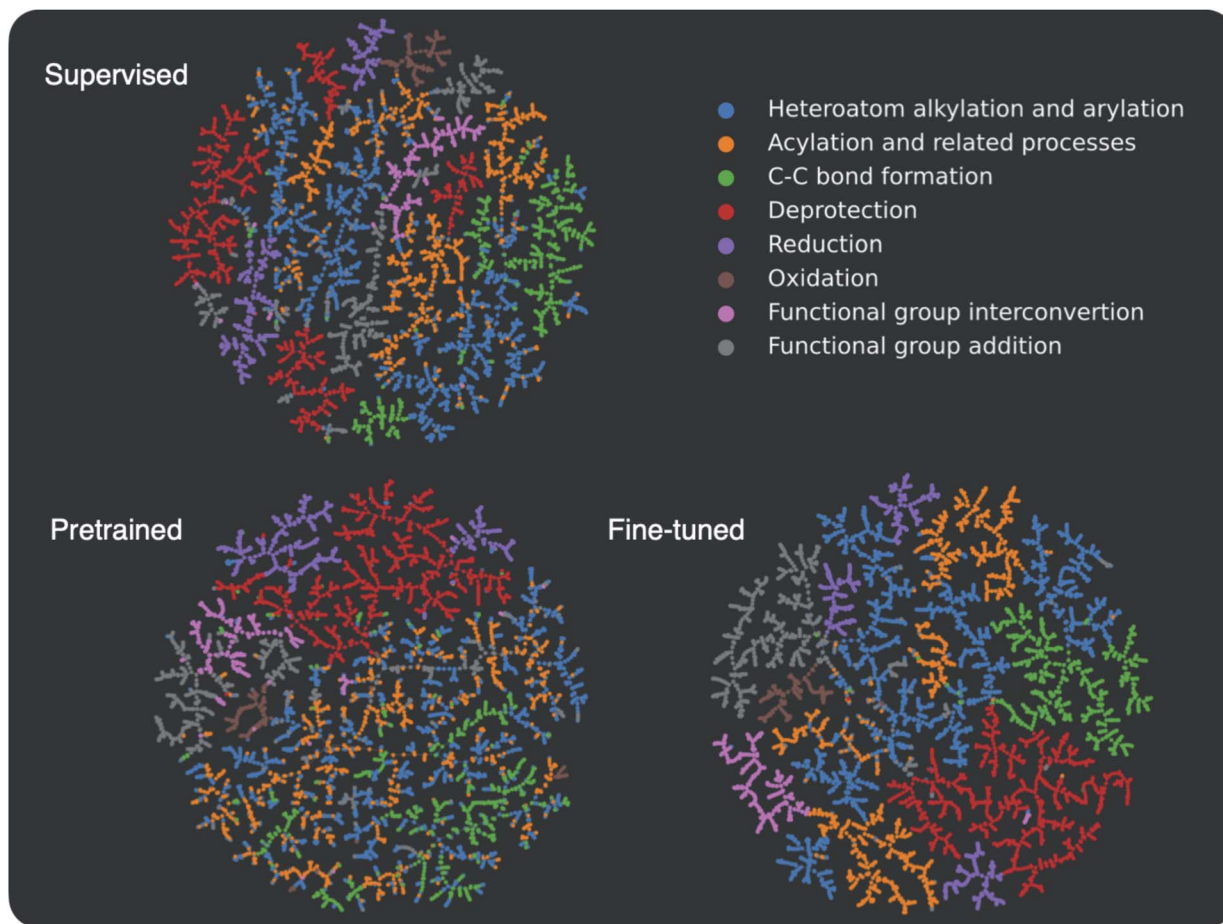 Supervised
Heteroatom alkylation and arylation
Acylation and related processes
C-C bond formation
Deprotection
Reduction
Oxidation
Functional group interconvertion
Functional group addition
Pretrained
Fine-tuned